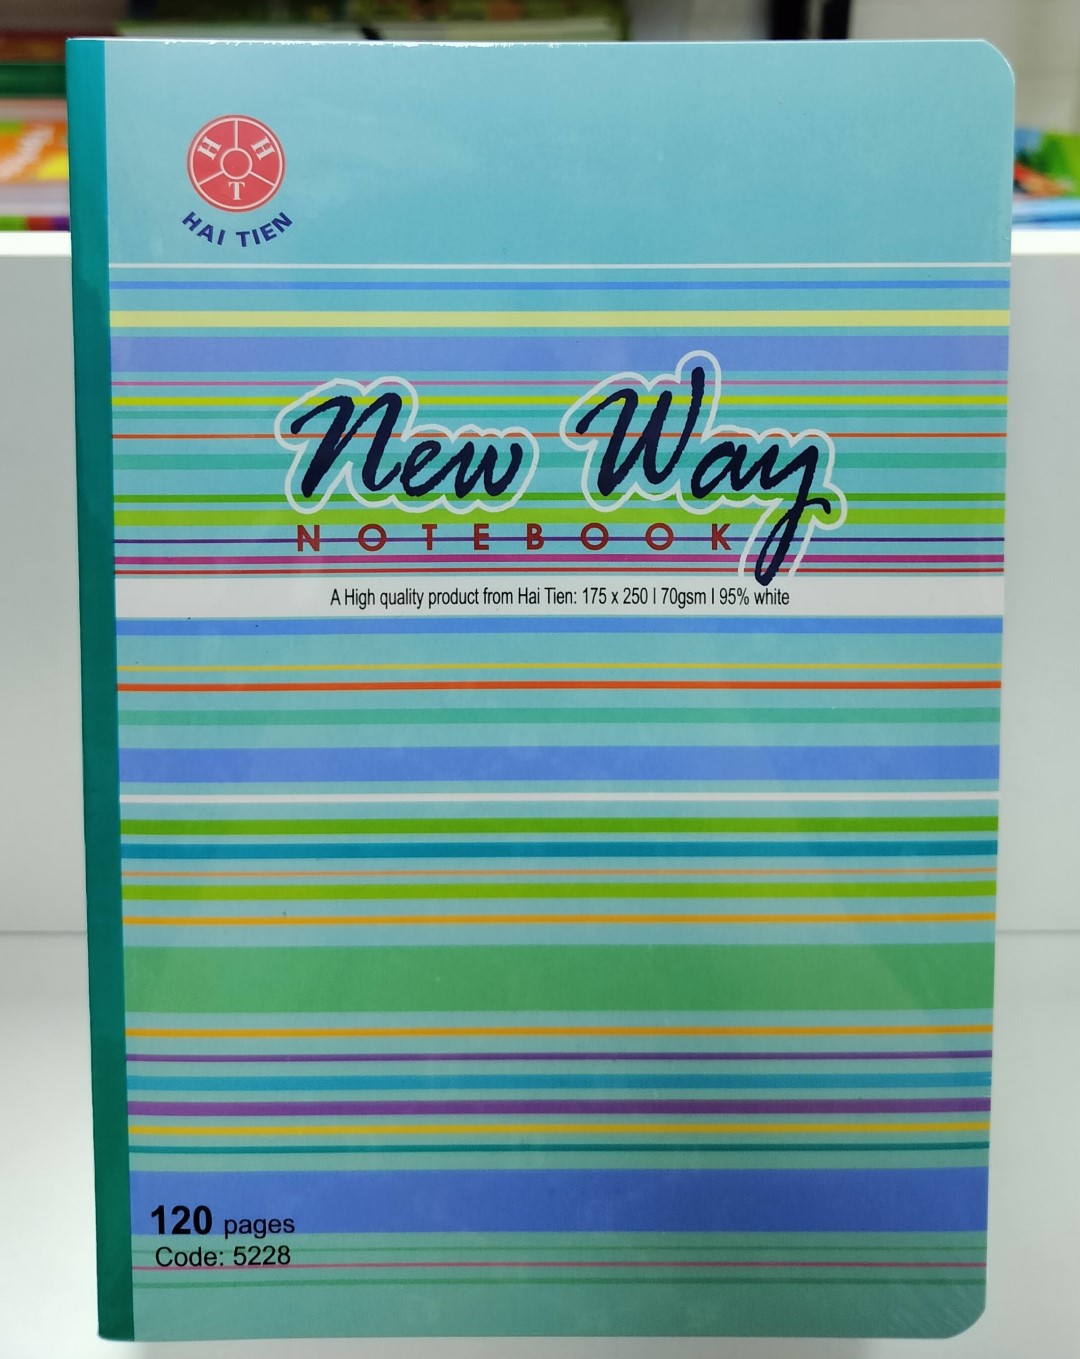 H H
T
HAI TIEN
New Way
NOTEBOOK
A High quality product from Hai Tien: 175 x 250 I 70gsm I 95% white
120 pages
Code: 5228